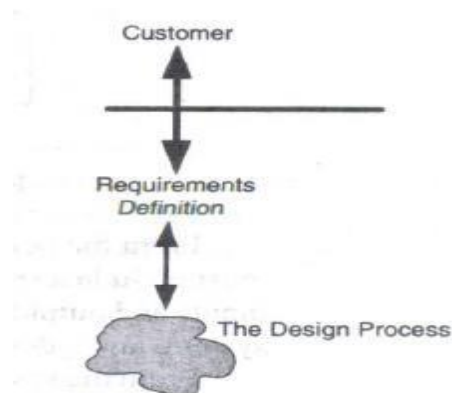 Customer
Requirements
Definition
The Design Process